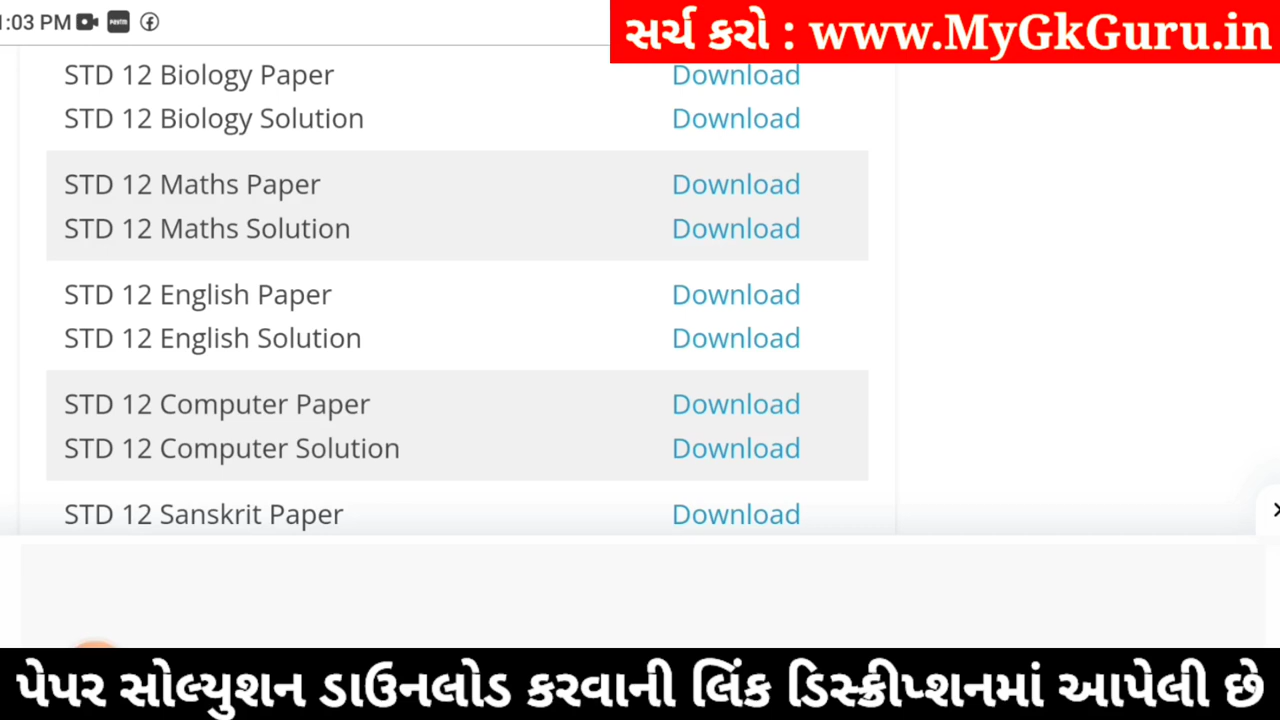 1:03 PM
સર્ચ કરો : www.MyGkGuru.in
STD 12 Biology Paper Download
STD 12 Biology Solution Download
STD 12 Maths Paper Download
STD 12 Maths Solution Download
STD 12 English Paper Download
STD 12 English Solution Download
STD 12 Computer Paper Download
STD 12 Computer Solution Download
STD 12 Sanskrit Paper Download
પેપર સોલ્યુશન ડાઉનલોડ કરવાની લિંક ડિસ્ક્રીપ્શનમાં આપેલી છે